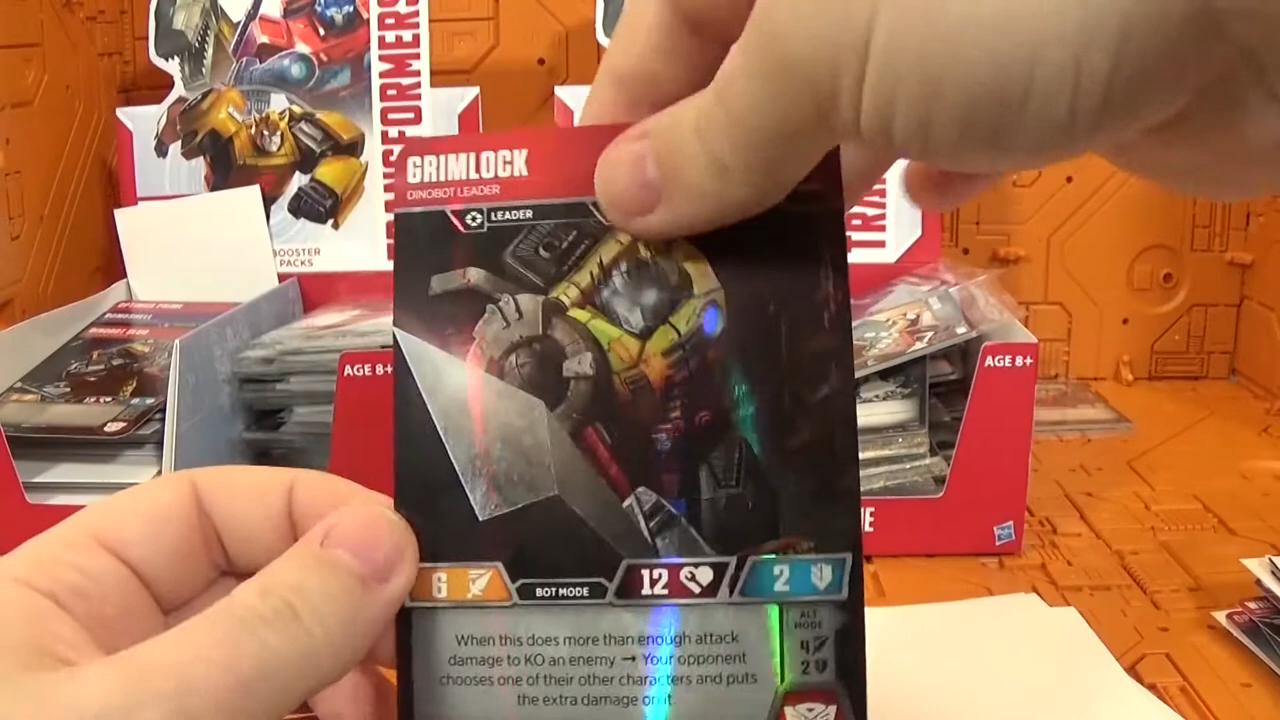 TRANSFORMERS
BOOSTER
PACKS
OPTIMUS PRIME
BOMBSHELL
AGE 8+
GRIMLOCK
DINOBOT LEADER
LEADER
6
BOT MODE
12
2
When this does more than enough attack
damage to KO an enemy → Your opponent
chooses one of their other characters and puts
the extra damage on it.
ALT
MODE
4
2
AGE 8+